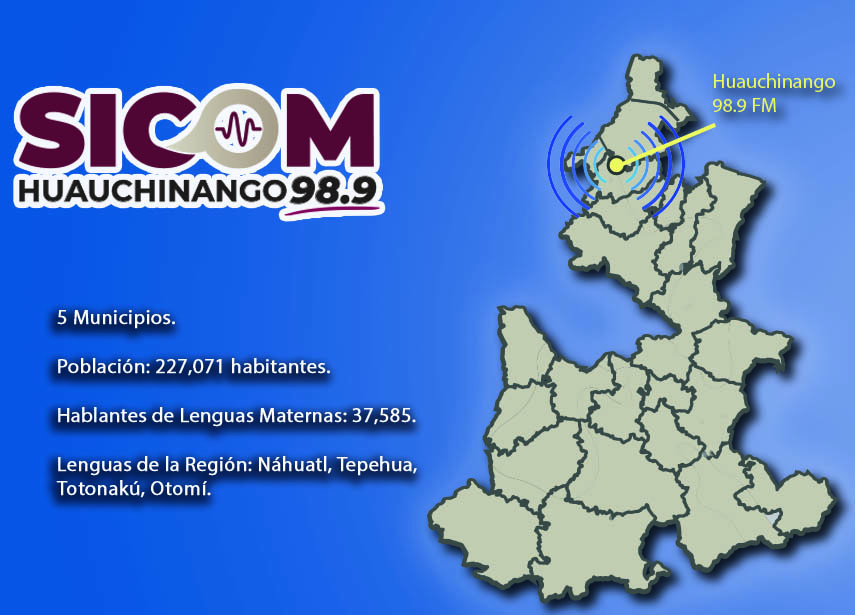 SICOM
HUAUCHINANGO 98.9
Huauchinango
98.9 FM
5 Municipios.
Población: 227,071 habitantes.
Hablantes de Lenguas Maternas: 37,585.
Lenguas de la Región: Náhuatl, Tepehua,
Totonakú, Otomí.